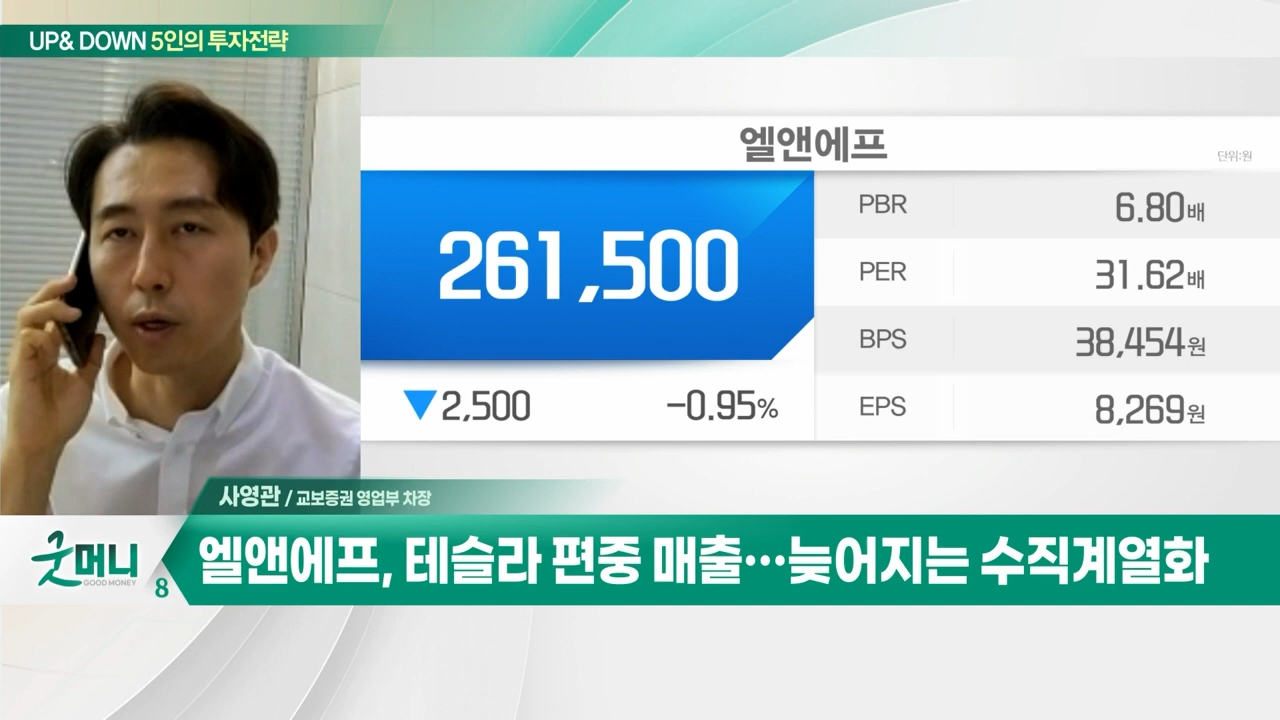 UP& DOWN 5인의 투자전략
엘앤에프
단위:원
261,500
▼2,500 -0.95%
PBR 6.80배
PER 31.62배
BPS 38,454원
EPS 8,269원
사영관 / 교보증권 영업부 차장
굿머니
GOOD MONEY
8
엘앤에프, 테슬라 편중 매출…늦어지는 수직계열화